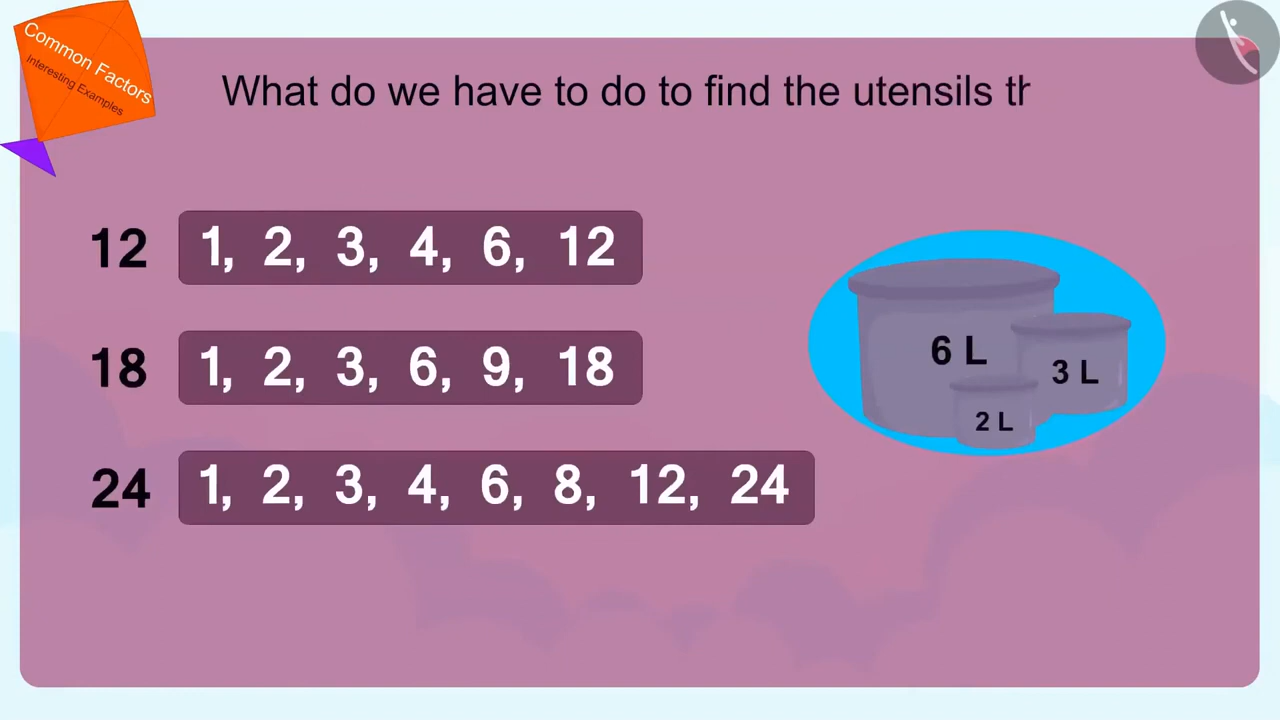 Common Factors
Interesting Examples
What do we have to do to find the utensils th
12 1, 2, 3, 4, 6, 12
18 1, 2, 3, 6, 9, 18
24 1, 2, 3, 4, 6, 8, 12, 24
6 L
3 L
2 L